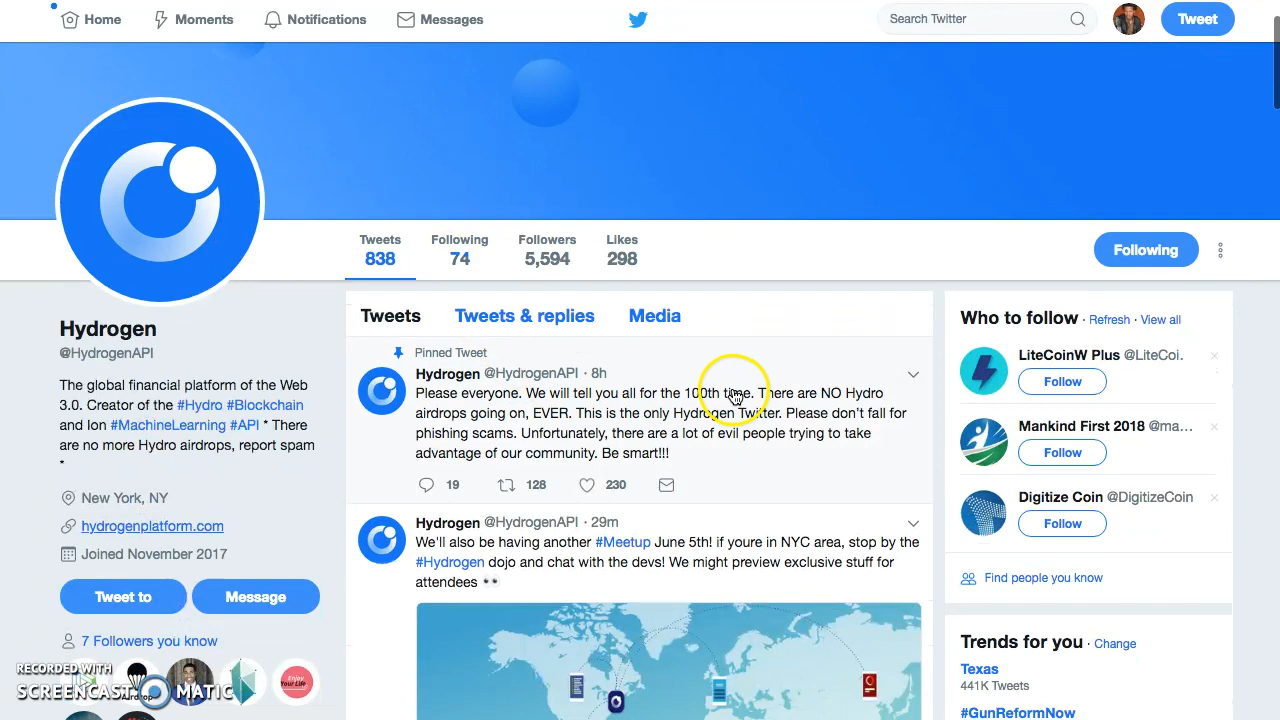 Home Moments Notifications Messages Search Twitter Tweet
Tweets Following Followers Likes
838 74 5,594 298
Following
Hydrogen
@HydrogenAPI
The global financial platform of the Web
3.0. Creator of the #Hydro #Blockchain
and Ion #MachineLearning #API * There
are no more Hydro airdrops, report spam
*
New York, NY
hydrogenplatform.com
Joined November 2017
Tweet to Message
7 Followers you know
Tweets Tweets & replies Media
Pinned Tweet
Hydrogen @HydrogenAPI · 8h
Please everyone. We will tell you all for the 100th time. There are NO Hydro
airdrops going on, EVER. This is the only Hydrogen Twitter. Please don't fall for
phishing scams. Unfortunately, there are a lot of evil people trying to take
advantage of our community. Be smart!!!
19 128 230
Hydrogen @HydrogenAPI · 29m
We'll also be having another #Meetup June 5th! if youre in NYC area, stop by the
#Hydrogen dojo and chat with the devs! We might preview exclusive stuff for
attendees 👀
Who to follow · Refresh · View all
LiteCoinW Plus @LiteCoi.
Follow
Mankind First 2018 @ma...
Follow
Digitize Coin @DigitizeCoin
Follow
Find people you know
Trends for you · Change
Texas
441K Tweets
#GunReformNow
RECORDED WITH
SCREENCAST MATIC
Enjoy
Your Life